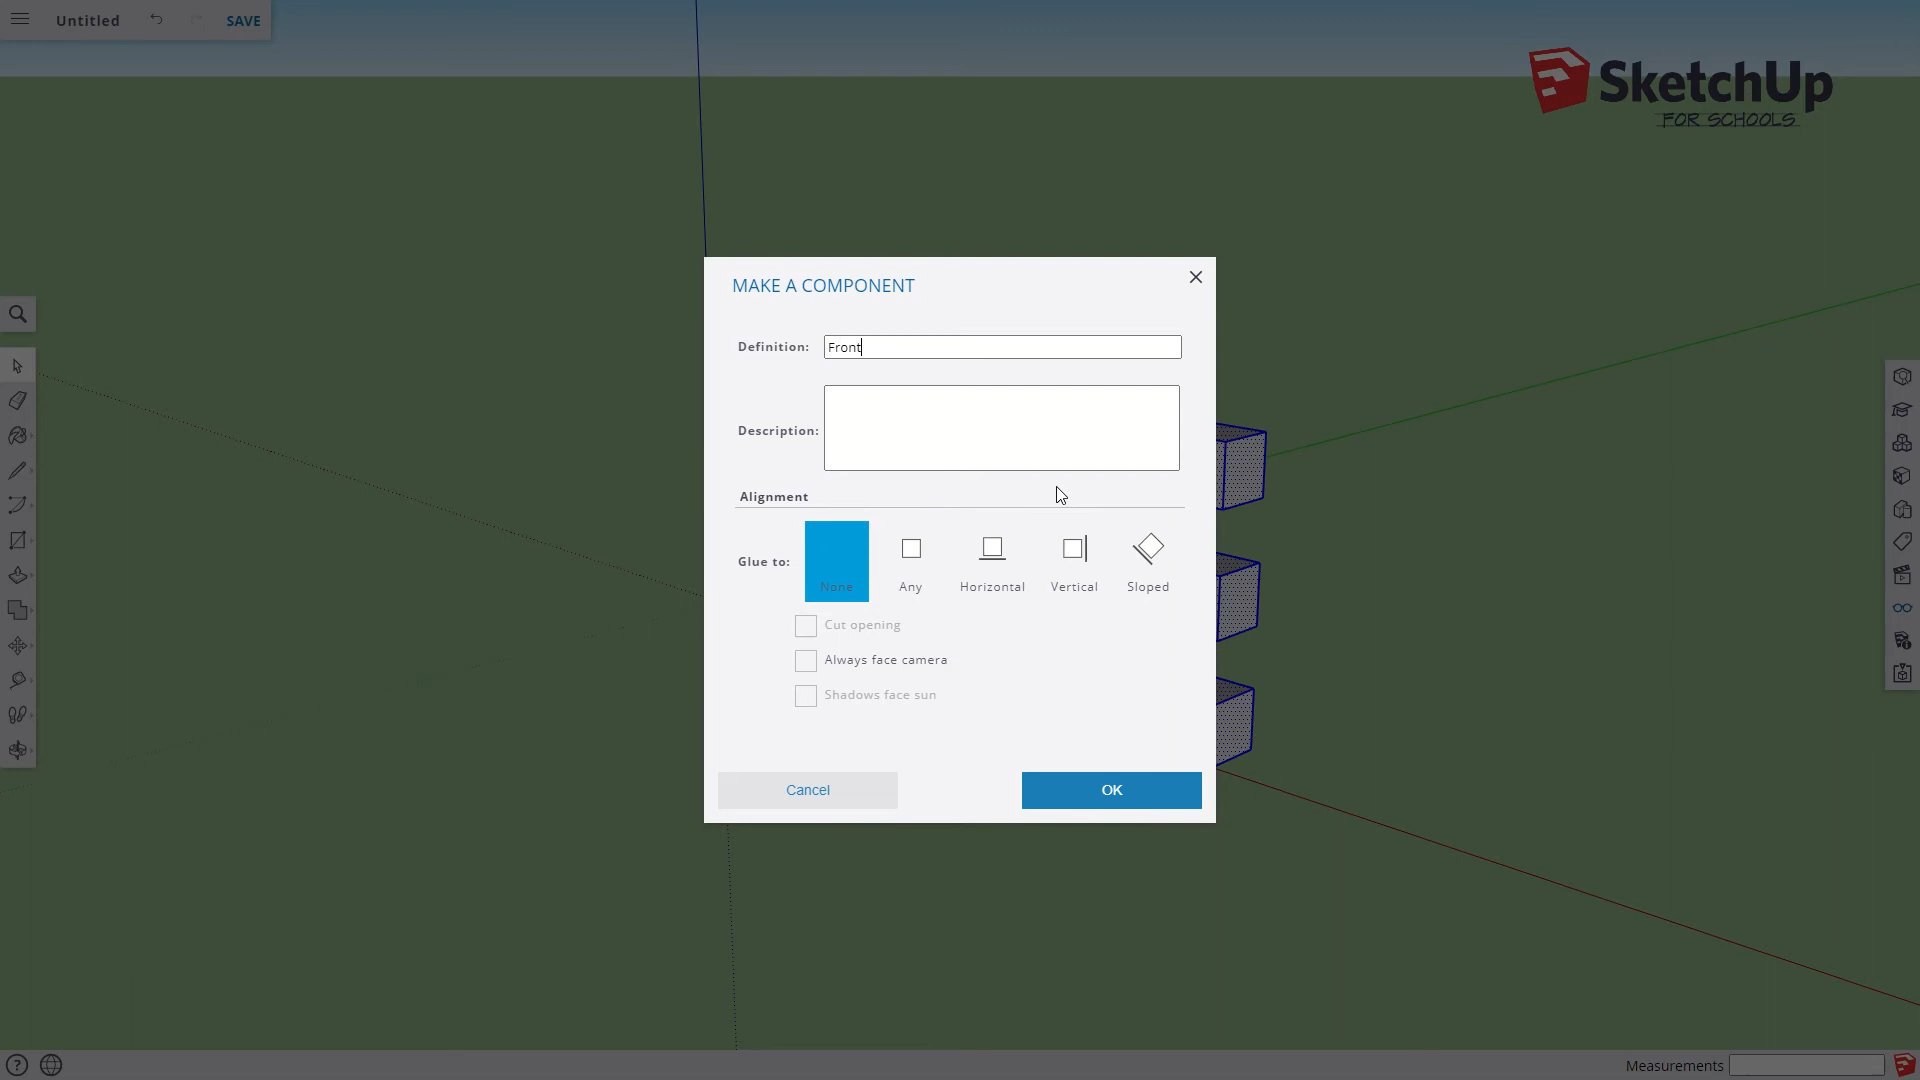 Untitled
SAVE
SketchUp
FOR SCHOOLS
MAKE A COMPONENT
Definition: Front
Description:
Alignment
Glue to: None Any Horizontal Vertical Sloped
Cut opening
Always face camera
Shadows face sun
Cancel OK
? Measurements